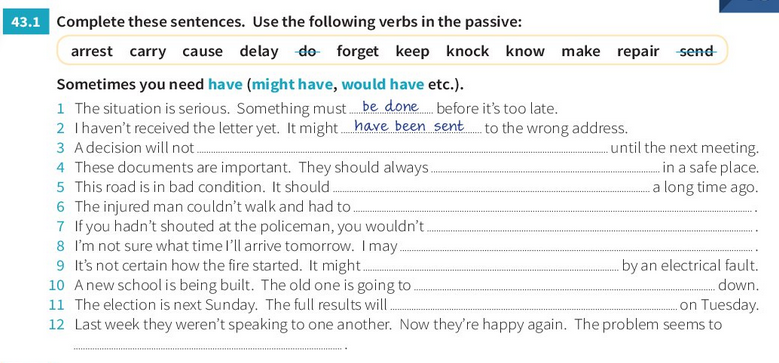 43.1 Complete these sentences. Use the following verbs in the passive:
arrest carry cause delay do forget keep knock know make repair send
Sometimes you need have (might have, would have etc.).
1 The situation is serious. Something must be done before it's too late.
2 I haven't received the letter yet. It might have been sent to the wrong address.
3 A decision will not ........ until the next meeting.
4 These documents are important. They should always ........ in a safe place.
5 This road is in bad condition. It should ........ a long time ago.
6 The injured man couldn't walk and had to ........ .
7 If you hadn't shouted at the policeman, you wouldn't ........ .
8 I'm not sure what time I'll arrive tomorrow. I may ........ .
9 It's not certain how the fire started. It might ........ by an electrical fault.
10 A new school is being built. The old one is going to ........ down.
11 The election is next Sunday. The full results will ........ on Tuesday.
12 Last week they weren't speaking to one another. Now they're happy again. The problem seems to
........ .